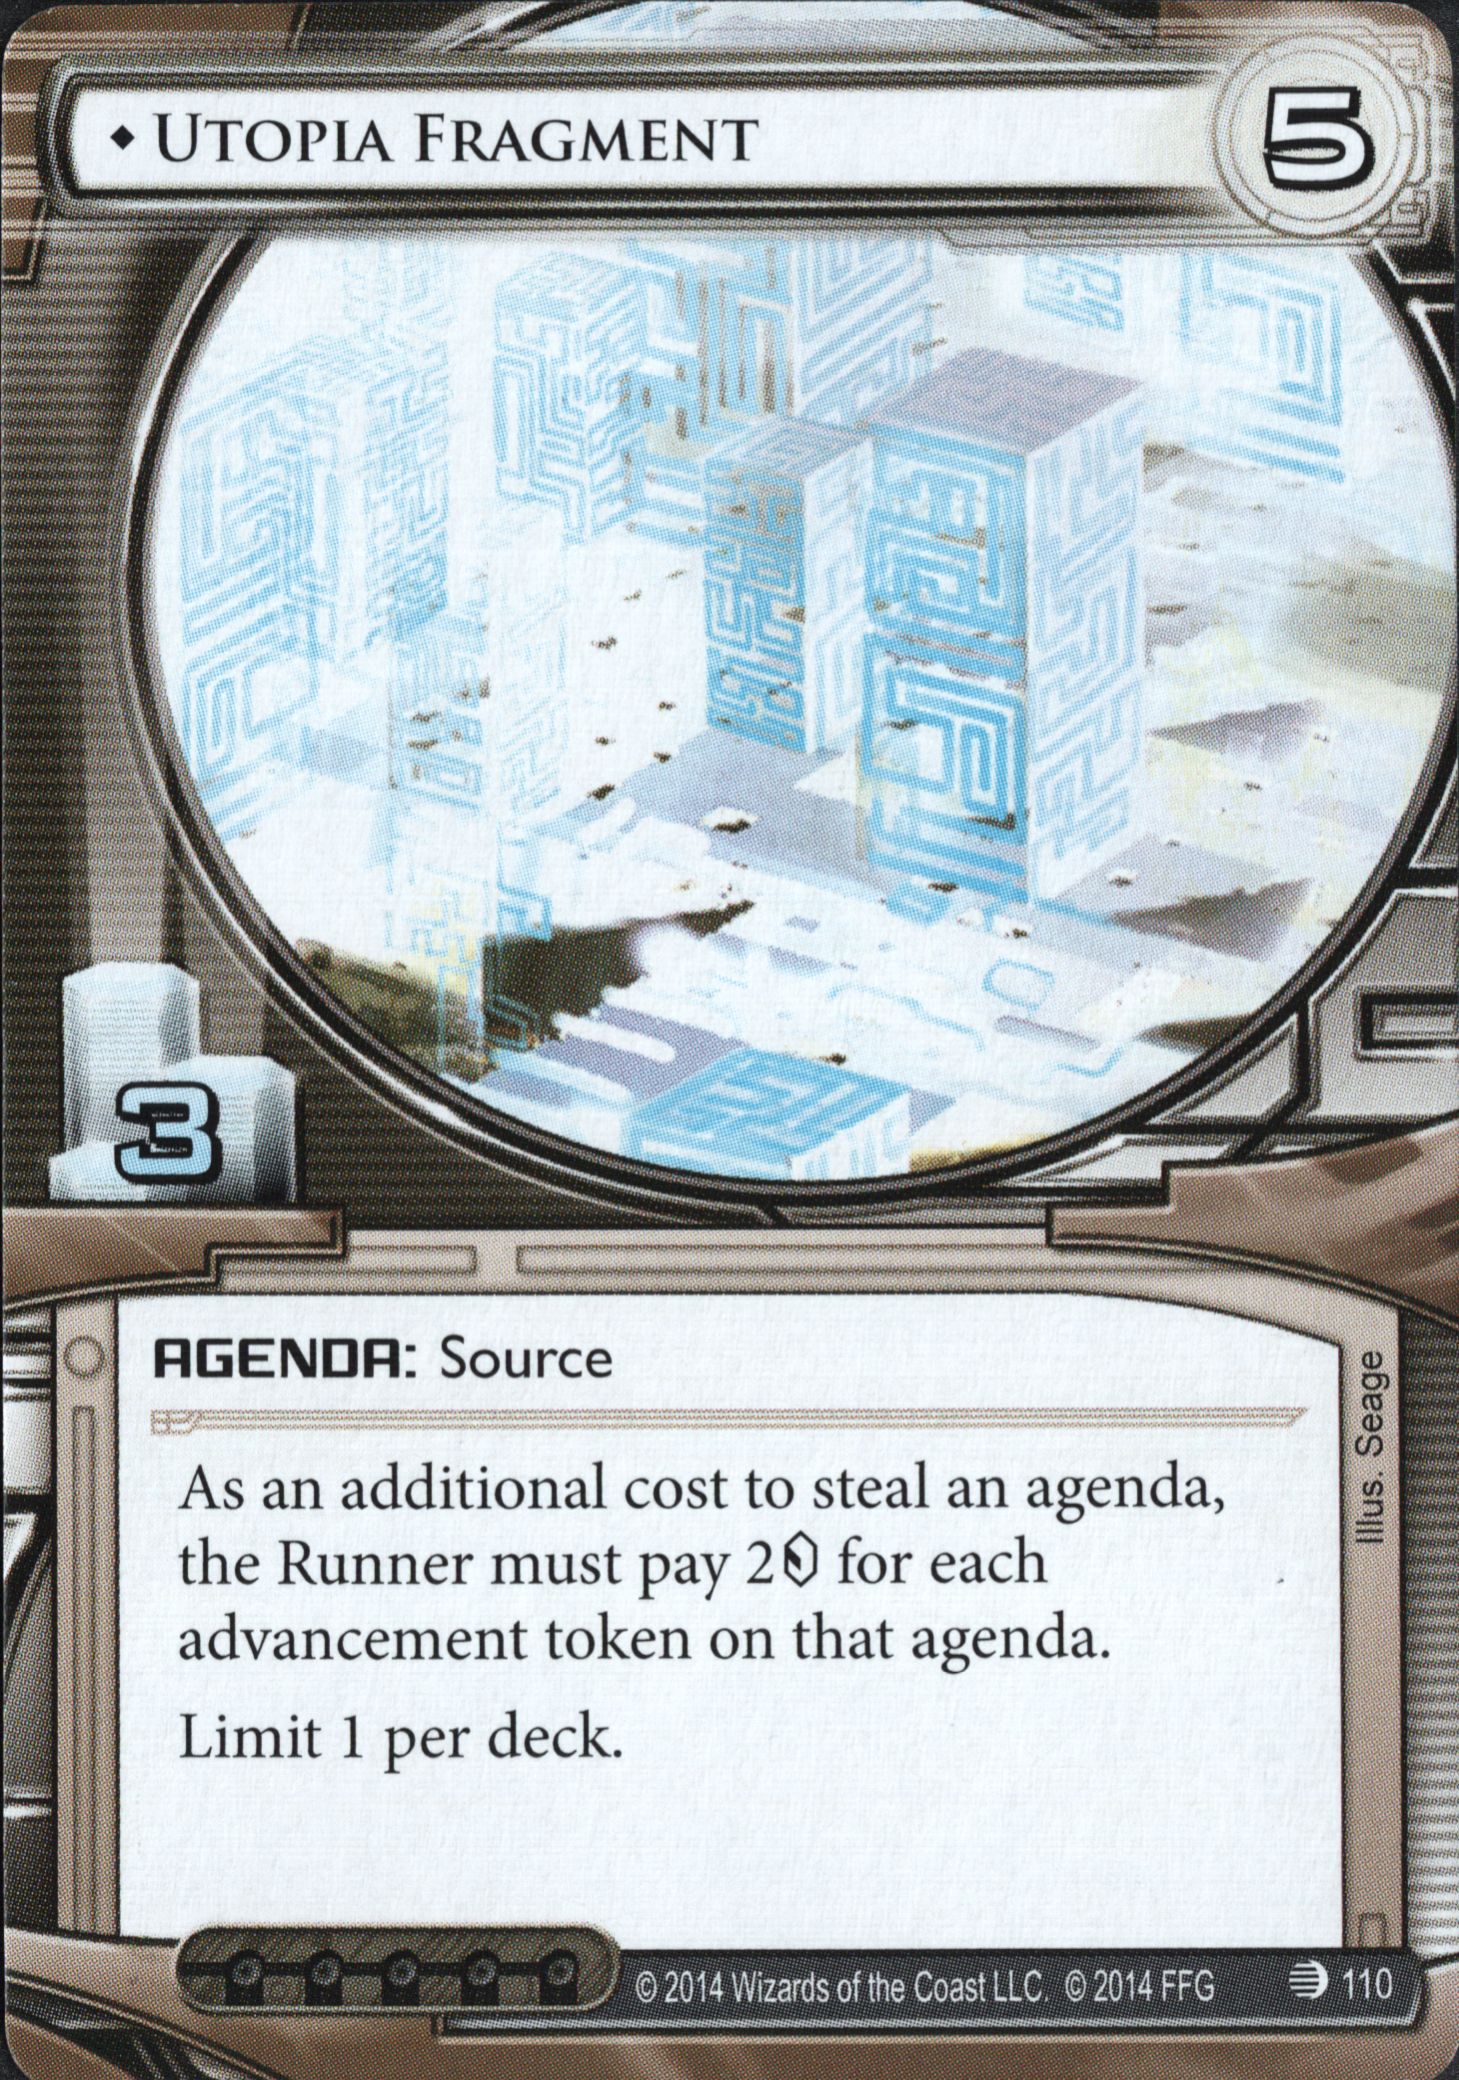 UTOPIA FRAGMENT
5
3
AGENDA: Source
As an additional cost to steal an agenda,
the Runner must pay 2 for each
advancement token on that agenda.
Limit 1 per deck.
Illus. Seage
© 2014 Wizards of the Coast LLC. © 2014 FFG
110